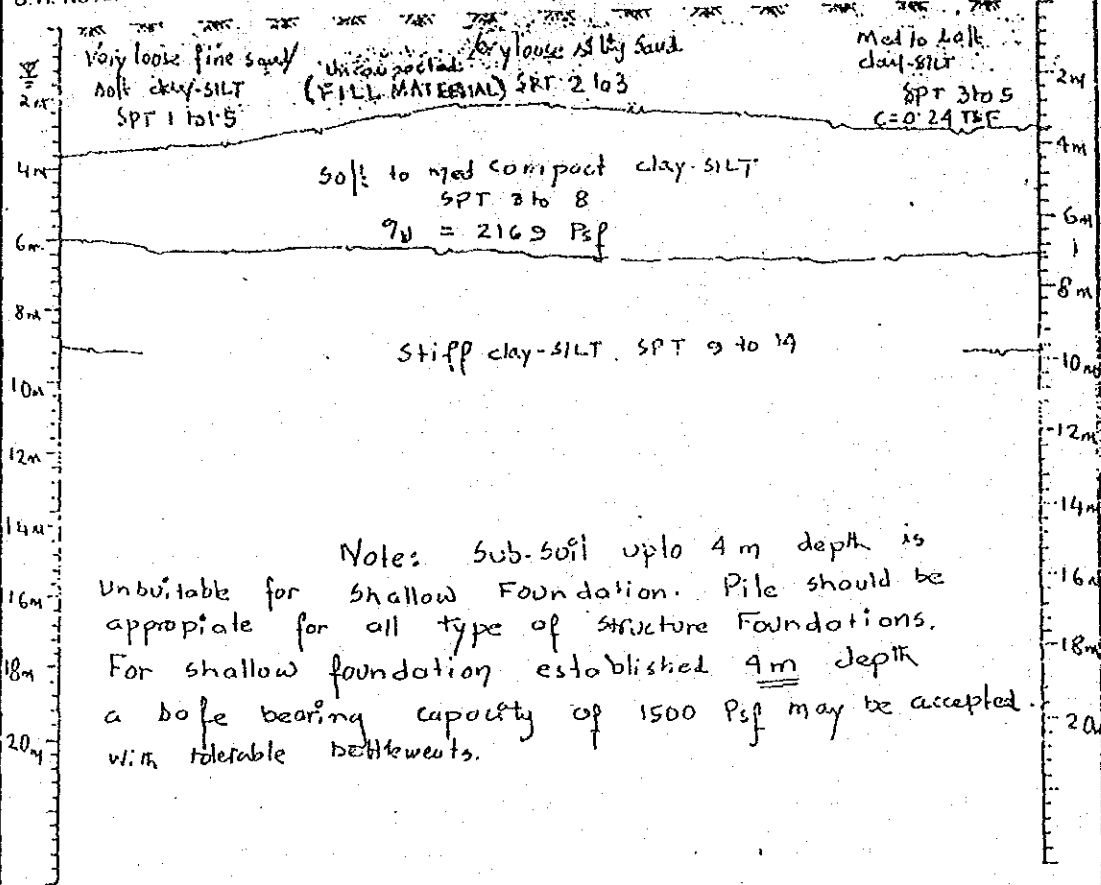 Very loose fine sand/
soft clay-SILT
SPT 1 to 1.5
Uncompacted
(FILL MATERIAL)
Very loose silty Sand
SPT 2 to 3
Med to soft
clay-SILT
SPT 3 to 5
C=0.24 TSF
2m
4m
6m
8m
10m
12m
14m
16m
18m
20m
2m
4m
6m
8m
10m
12m
14m
16m
18m
20m
Soft to med compact clay-SILT
SPT 3 to 8
= 2169 Psf
Stiff clay-SILT. SPT 9 to 14
Note: Sub-Soil upto 4 m depth is
Unsuitable for Shallow Foundation. Pile should be
appropiate for all type of structure Foundations.
For shallow foundation established 4m depth
a safe bearing capacity of 1500 Psf may be accepted.
with tolerable settlements.